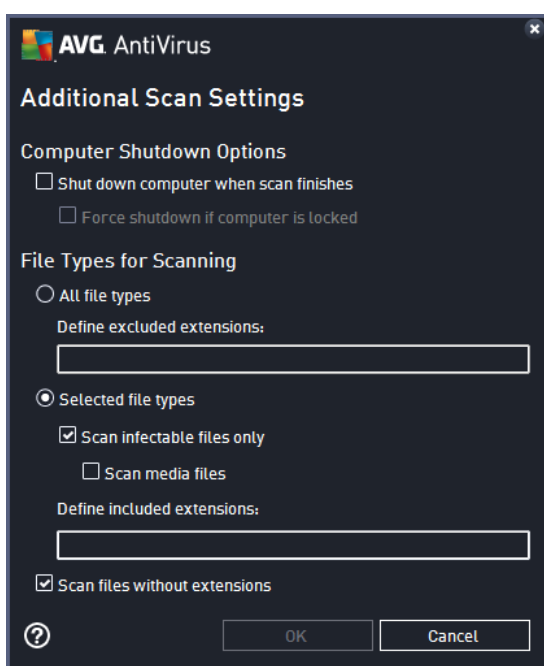 AVG. AntiVirus
Additional Scan Settings
Computer Shutdown Options
Shut down computer when scan finishes
Force shutdown if computer is locked
File Types for Scanning
All file types
Define excluded extensions:
Selected file types
Scan infectable files only
Scan media files
Define included extensions:
Scan files without extensions
?
OK
Cancel